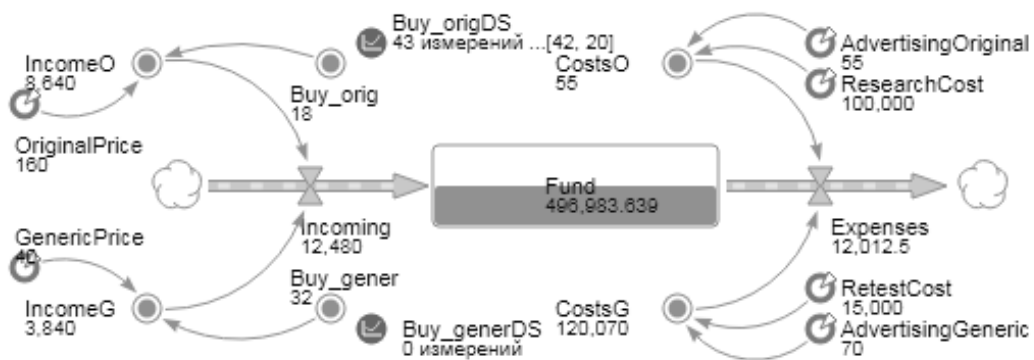 Buy_origDS
43 измерений ...[42, 20]
IncomeO
8,640
Buy_orig
18
CostsO
55
AdvertisingOriginal
55
ResearchCost
100,000
OriginalPrice
160
Fund
496,983.639
GenericPrice
40
Incoming
12,480
Expenses
12,012.5
Buy_gener
32
IncomeG
3,840
CostsG
120,070
RetestCost
15,000
Buy_generDS
0 измерений
AdvertisingGeneric
70